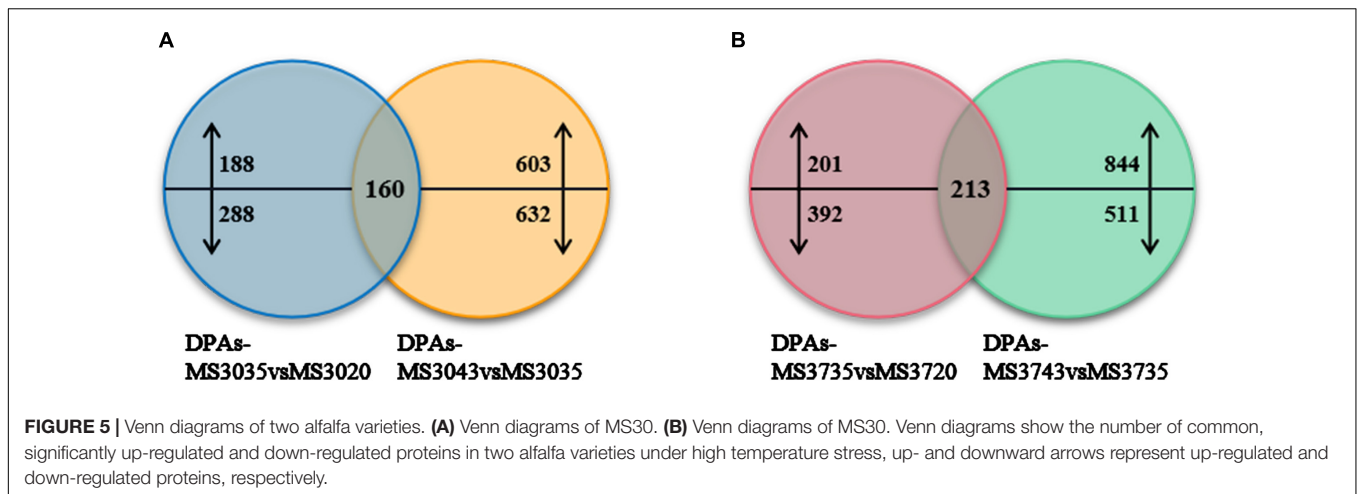 A
B
188
603
160
288
632
201
844
213
392
511
DPAs-
MS3035vsMS3020
DPAs-
MS3043vsMS3035
DPAs-
MS3735vsMS3720
DPAs-
MS3743vsMS3735
FIGURE 5 | Venn diagrams of two alfalfa varieties. (A) Venn diagrams of MS30. (B) Venn diagrams of MS30. Venn diagrams show the number of common,
significantly up-regulated and down-regulated proteins in two alfalfa varieties under high temperature stress, up- and downward arrows represent up-regulated and
down-regulated proteins, respectively.